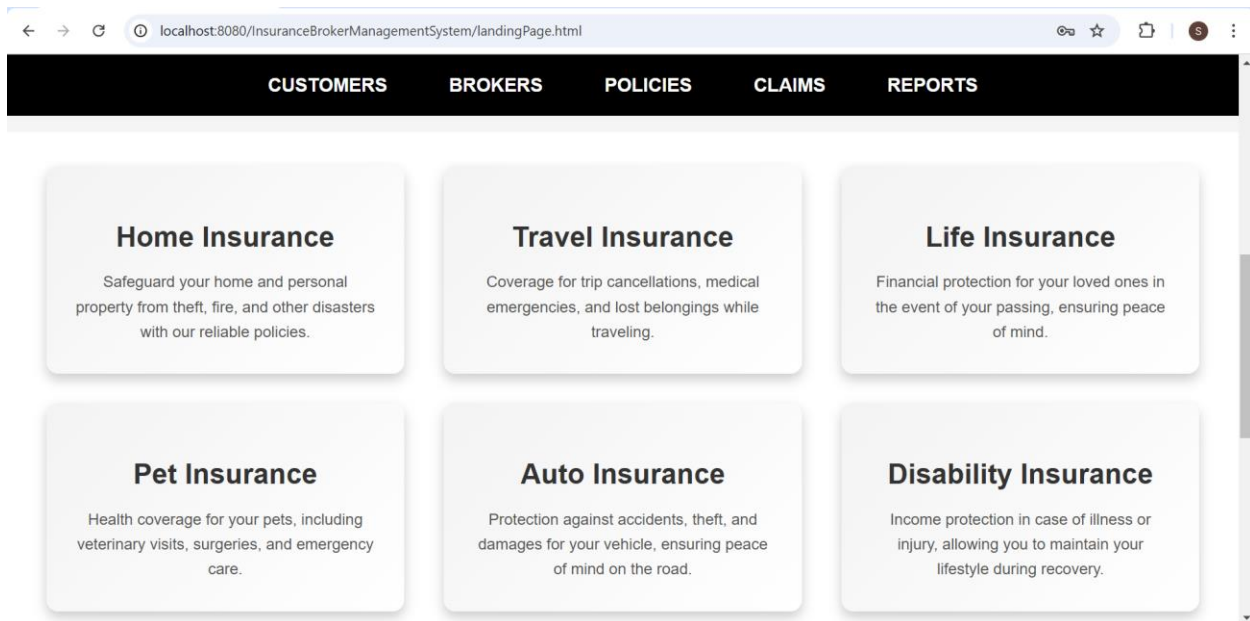 localhost:8080/InsuranceBrokerManagementSystem/landingPage.html
S
CUSTOMERS BROKERS POLICIES CLAIMS REPORTS
Home Insurance
Safeguard your home and personal
property from theft, fire, and other disasters
with our reliable policies.
Travel Insurance
Coverage for trip cancellations, medical
emergencies, and lost belongings while
traveling.
Life Insurance
Financial protection for your loved ones in
the event of your passing, ensuring peace
of mind.
Pet Insurance
Health coverage for your pets, including
veterinary visits, surgeries, and emergency
care.
Auto Insurance
Protection against accidents, theft, and
damages for your vehicle, ensuring peace
of mind on the road.
Disability Insurance
Income protection in case of illness or
injury, allowing you to maintain your
lifestyle during recovery.